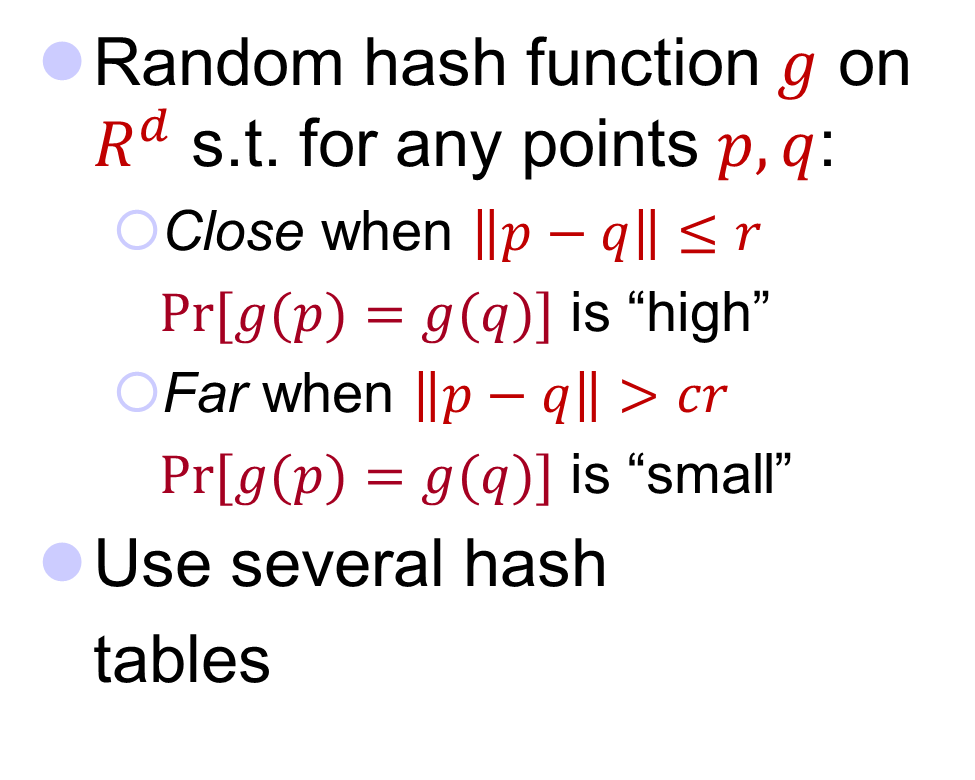 Random hash function g on
R^d s.t. for any points p, q:
Close when ‖p − q‖ ≤ r
Pr[g(p) = g(q)] is “high”
Far when ‖p − q‖ > cr
Pr[g(p) = g(q)] is “small”
Use several hash
tables